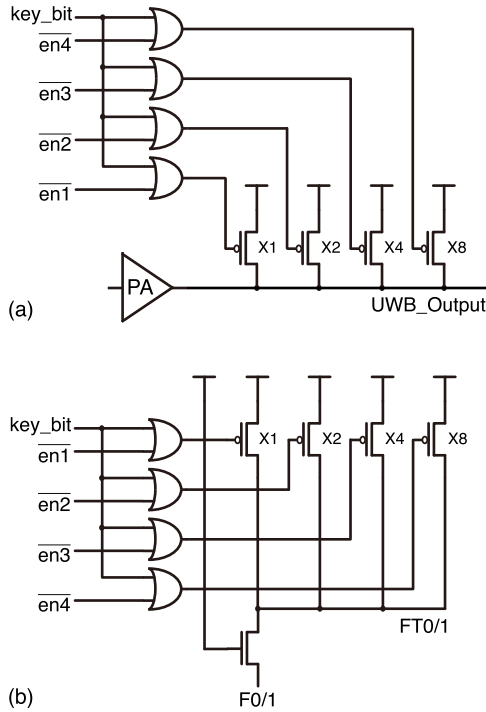 key_bit
en4
en3
en2
en1
X1 X2 X4 X8
PA
UWB_Output
(a)
key_bit
en1
X1 X2 X4 X8
en2
en3
en4
FT0/1
F0/1
(b)